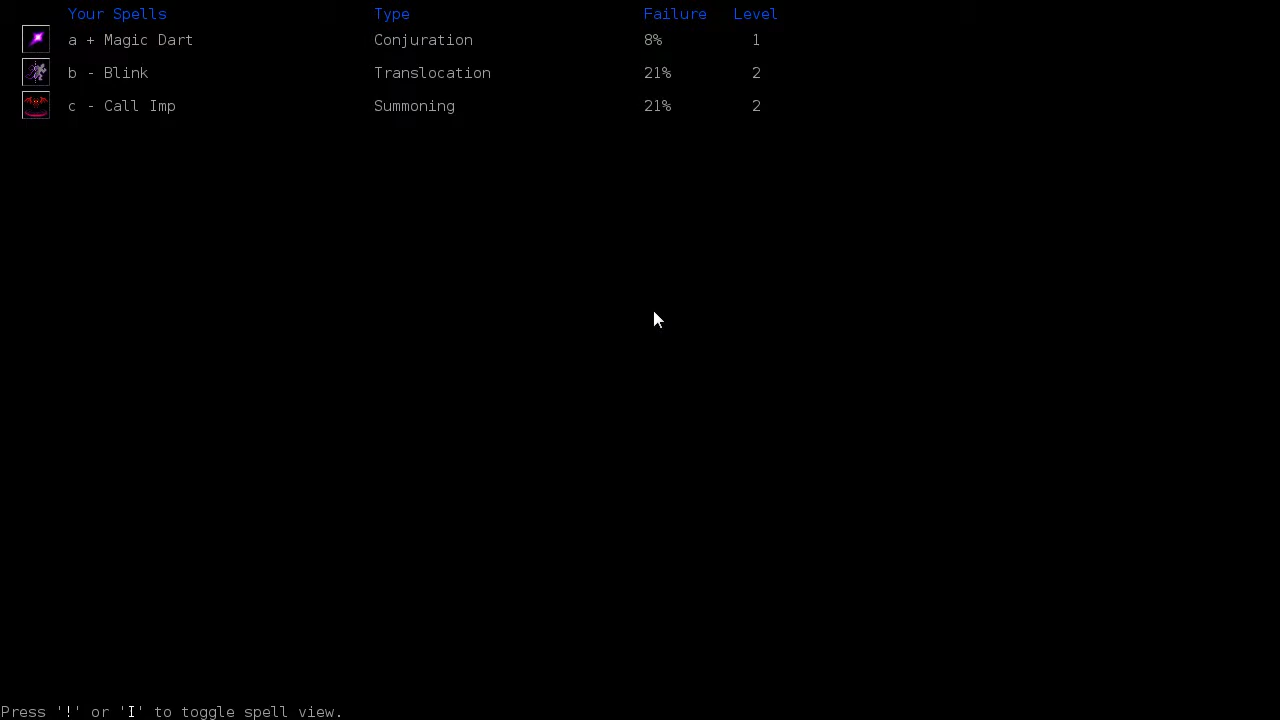 Your Spells Type Failure Level
a + Magic Dart Conjuration 8% 1
b - Blink Translocation 21% 2
c - Call Imp Summoning 21% 2
Press '!' or 'I' to toggle spell view.